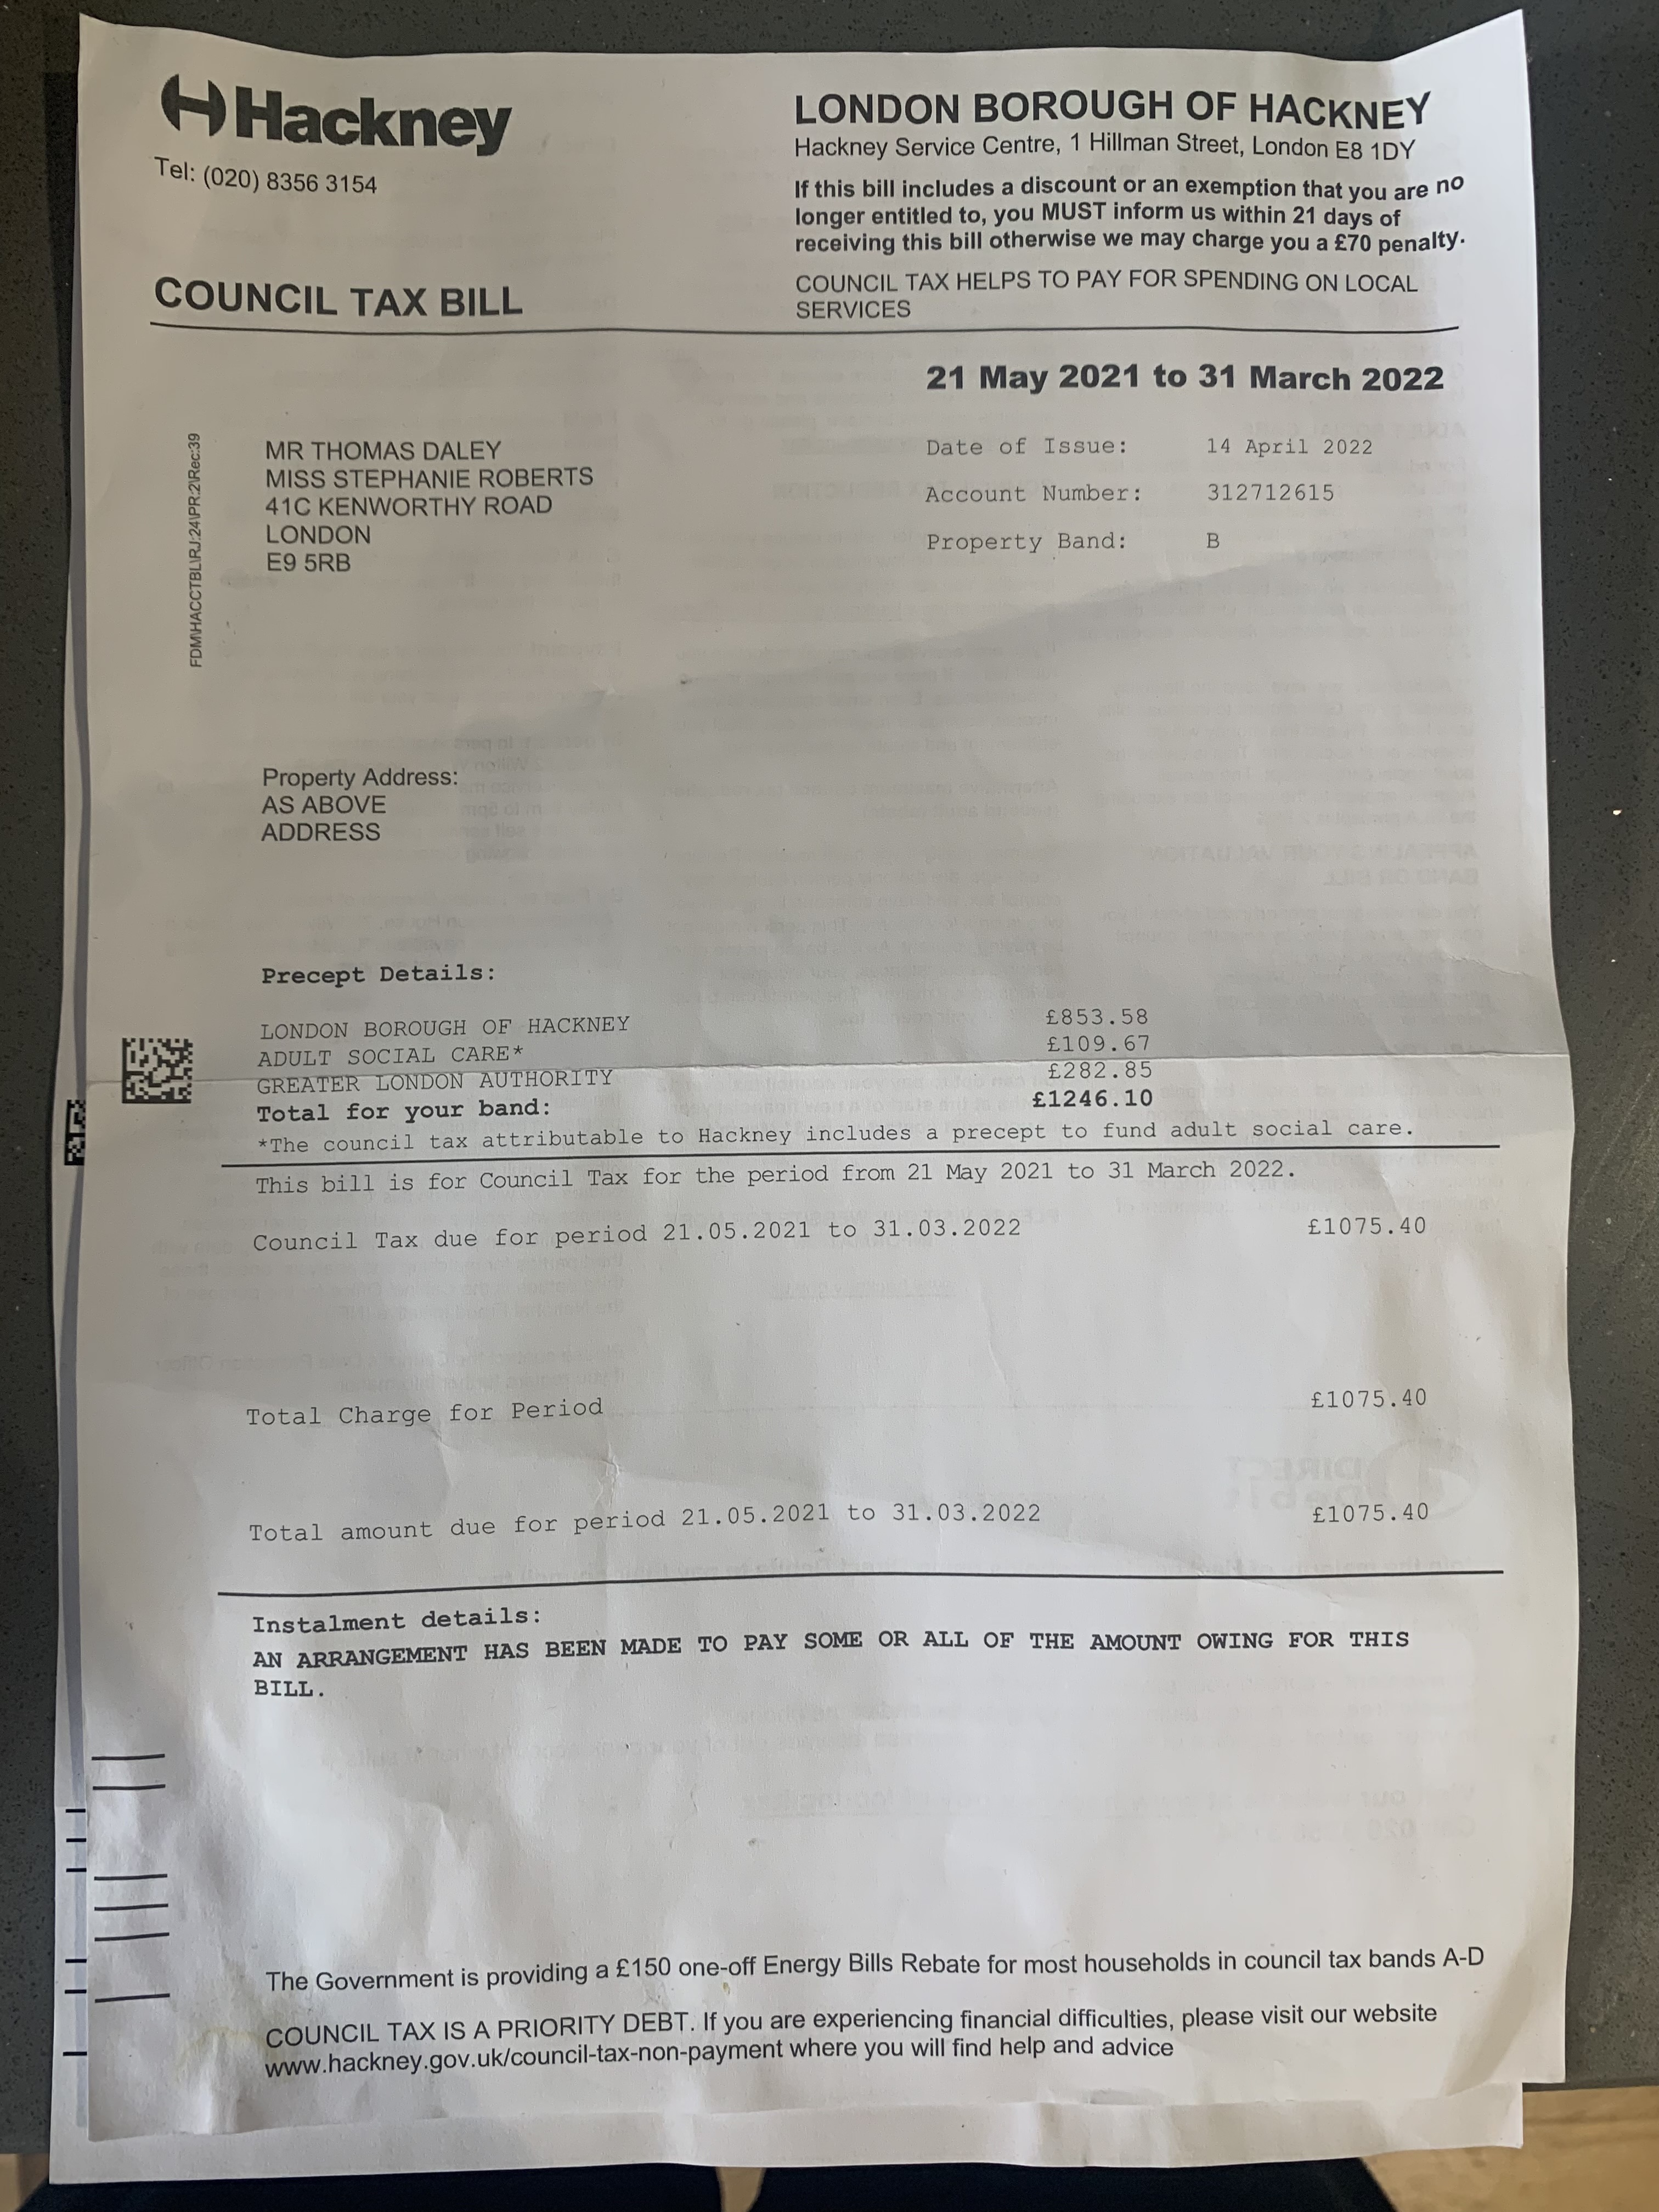 Hackney
Tel: (020) 8356 3154
COUNCIL TAX BILL
LONDON BOROUGH OF HACKNEY
Hackney Service Centre, 1 Hillman Street, London E8 1DY
If this bill includes a discount or an exemption that you are no
longer entitled to, you MUST inform us within 21 days of
receiving this bill otherwise we may charge you a £70 penalty.
COUNCIL TAX HELPS TO PAY FOR SPENDING ON LOCAL
SERVICES
21 May 2021 to 31 March 2022
FDM\HACCTBL\RJ:24\PR:2\Rec:39
MR THOMAS DALEY
MISS STEPHANIE ROBERTS
41C KENWORTHY ROAD
LONDON
E9 5RB
Date of Issue: 14 April 2022
Account Number: 312712615
Property Band: B
Property Address:
AS ABOVE
ADDRESS
Precept Details:
LONDON BOROUGH OF HACKNEY £853.58
ADULT SOCIAL CARE* £109.67
GREATER LONDON AUTHORITY £282.85
Total for your band: £1246.10
*The council tax attributable to Hackney includes a precept to fund adult social care.
This bill is for Council Tax for the period from 21 May 2021 to 31 March 2022.
Council Tax due for period 21.05.2021 to 31.03.2022 £1075.40
Total Charge for Period £1075.40
Total amount due for period 21.05.2021 to 31.03.2022 £1075.40
Instalment details:
AN ARRANGEMENT HAS BEEN MADE TO PAY SOME OR ALL OF THE AMOUNT OWING FOR THIS
BILL.
The Government is providing a £150 one-off Energy Bills Rebate for most households in council tax bands A-D
COUNCIL TAX IS A PRIORITY DEBT. If you are experiencing financial difficulties, please visit our website
www.hackney.gov.uk/council-tax-non-payment where you will find help and advice